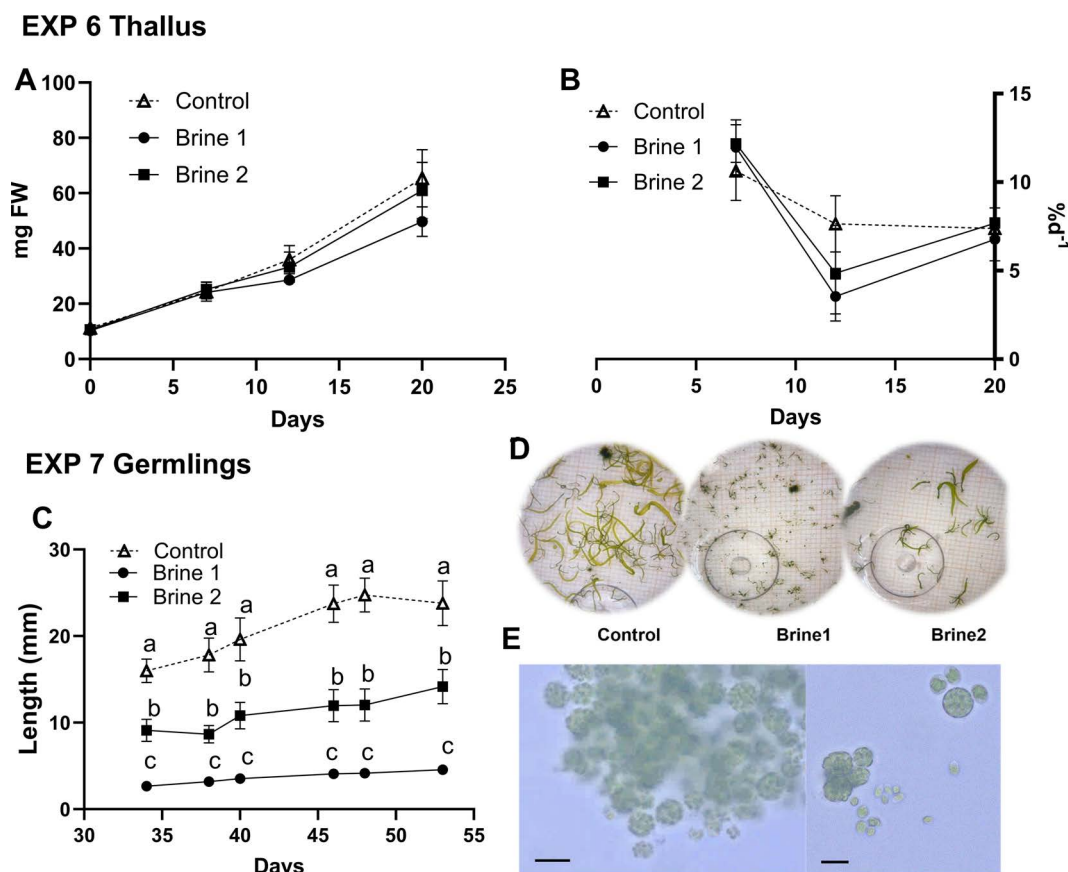 EXP 6 Thallus
A
100
80
60
40
20
0
mg FW
Control
Brine 1
Brine 2
0 5 10 15 20 25
Days
B
Control
Brine 1
Brine 2
15
10
5
0
%d-1
0 5 10 15 20
Days
EXP 7 Germlings
C
30
20
10
0
Length (mm)
Control
Brine 1
Brine 2
a a a a a a
b b b b b b
c c c c c c
30 35 40 45 50 55
Days
D
Control Brine1 Brine2
E